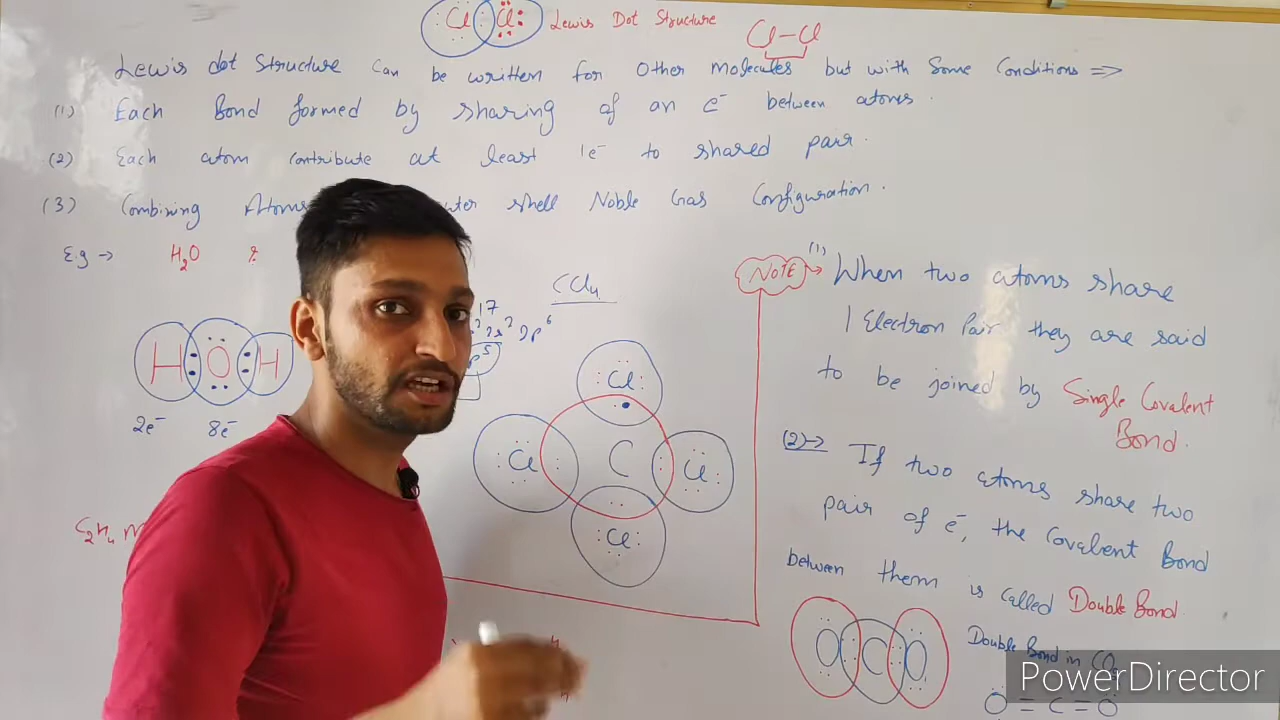 Cl Cl Lewis Dot Structure Cl-Cl
Lewis dot Structure Can be written for Other molecules but with Some Conditions =>
(1) Each Bond formed by sharing of an e⁻ between atoms.
(2) Each atom contribute at least 1e⁻ to shared pair.
(3) Combining Atoms shell Noble Gas Configuration.
Eg → H₂O
CCl₄
17
H O H
2e⁻ 8e⁻
Cl
Cl C Cl
Cl
C₂H₄
NOTE
(1) When two atoms share
1 Electron Pair they are said
to be joined by Single Covalent
Bond.
(2)→ If two atoms share two
pair of e⁻, the Covalent Bond
between them is called Double Bond
O C O
Double Bond in CO₂
O = C = O
PowerDirector